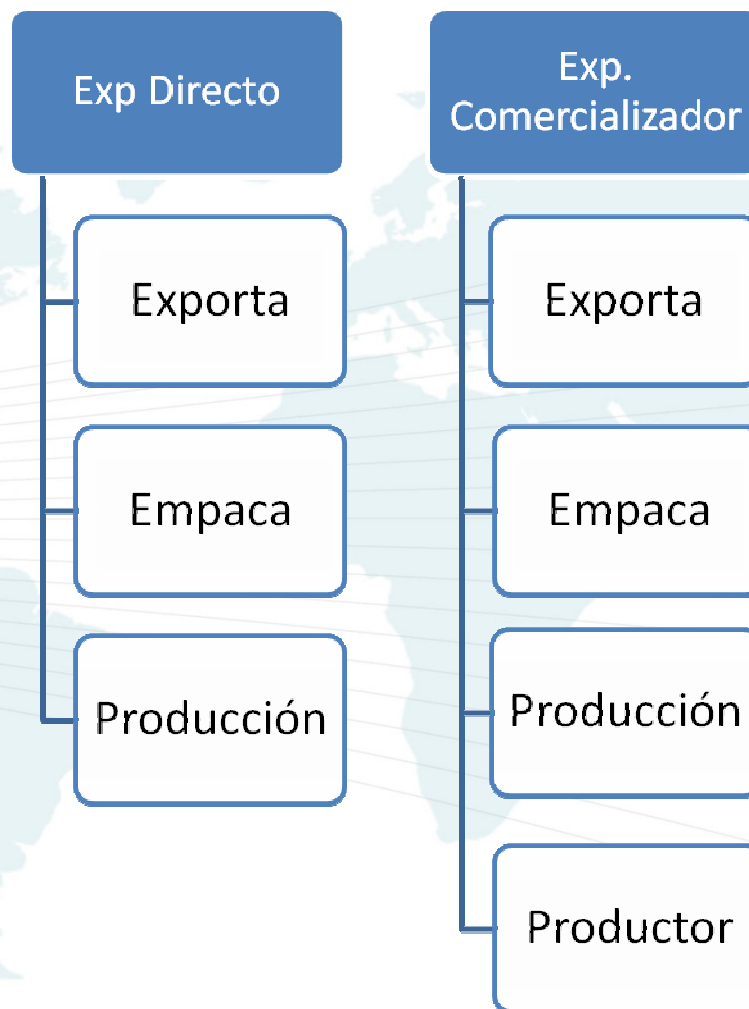 Exp Directo
Exporta
Empaca
Producción
Exp.
Comercializador
Exporta
Empaca
Producción
Productor